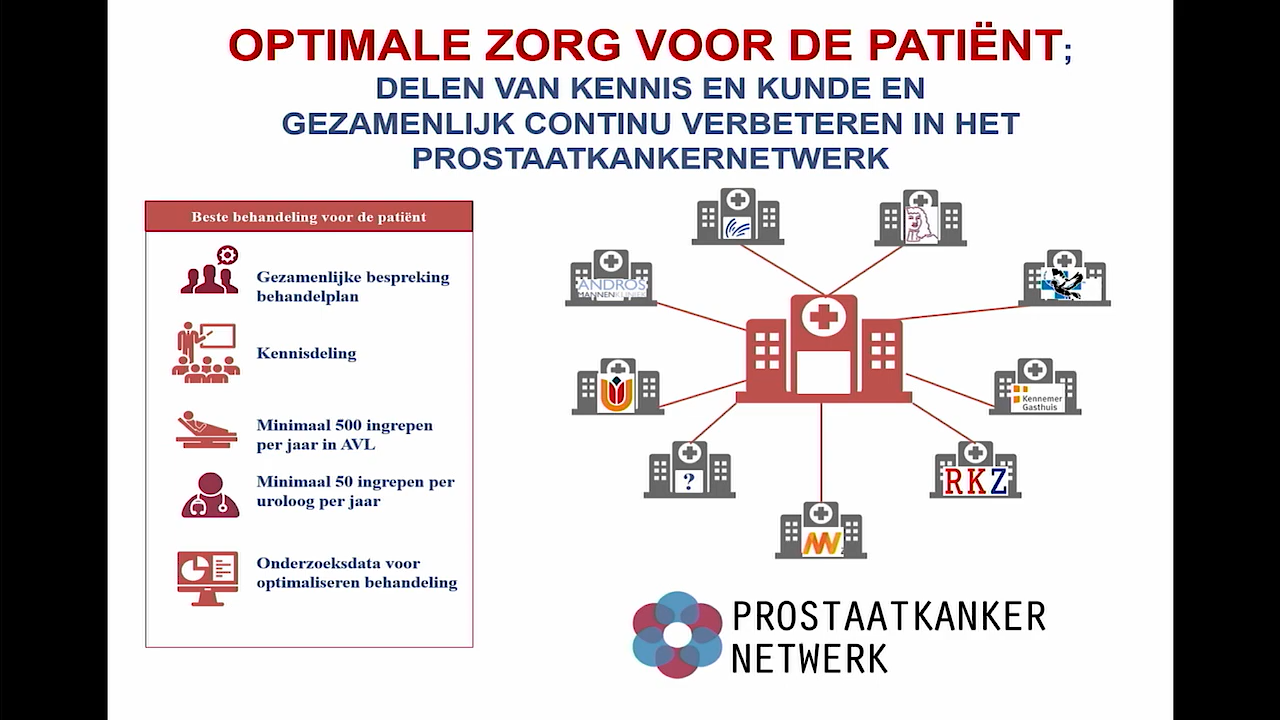 OPTIMALE ZORG VOOR DE PATIËNT;
DELEN VAN KENNIS EN KUNDE EN
GEZAMENLIJK CONTINU VERBETEREN IN HET
PROSTAATKANKERNETWERK
Beste behandeling voor de patiënt
Gezamenlijke bespreking
behandelplan
Kennisdeling
Minimaal 500 ingrepen
per jaar in AVL
Minimaal 50 ingrepen per
uroloog per jaar
Onderzoeksdata voor
optimaliseren behandeling
ANDROS
MANNENKLINIEK
Kennemer
Gasthuis
?
RKZ
PROSTAATKANKER
NETWERK